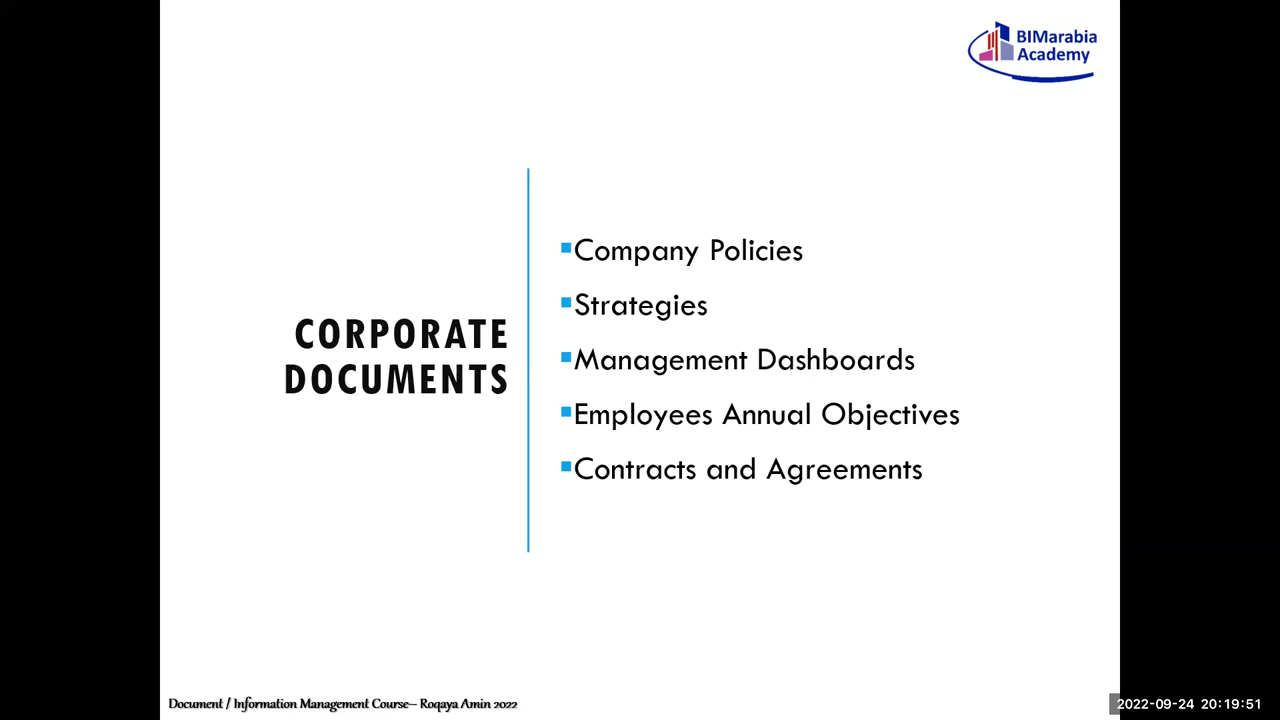 BIMarabia
Academy
CORPORATE
DOCUMENTS
▪Company Policies
▪Strategies
▪Management Dashboards
▪Employees Annual Objectives
▪Contracts and Agreements
Document / Information Management Course– Roqaya Amin 2022
2022-09-24 20:19:51